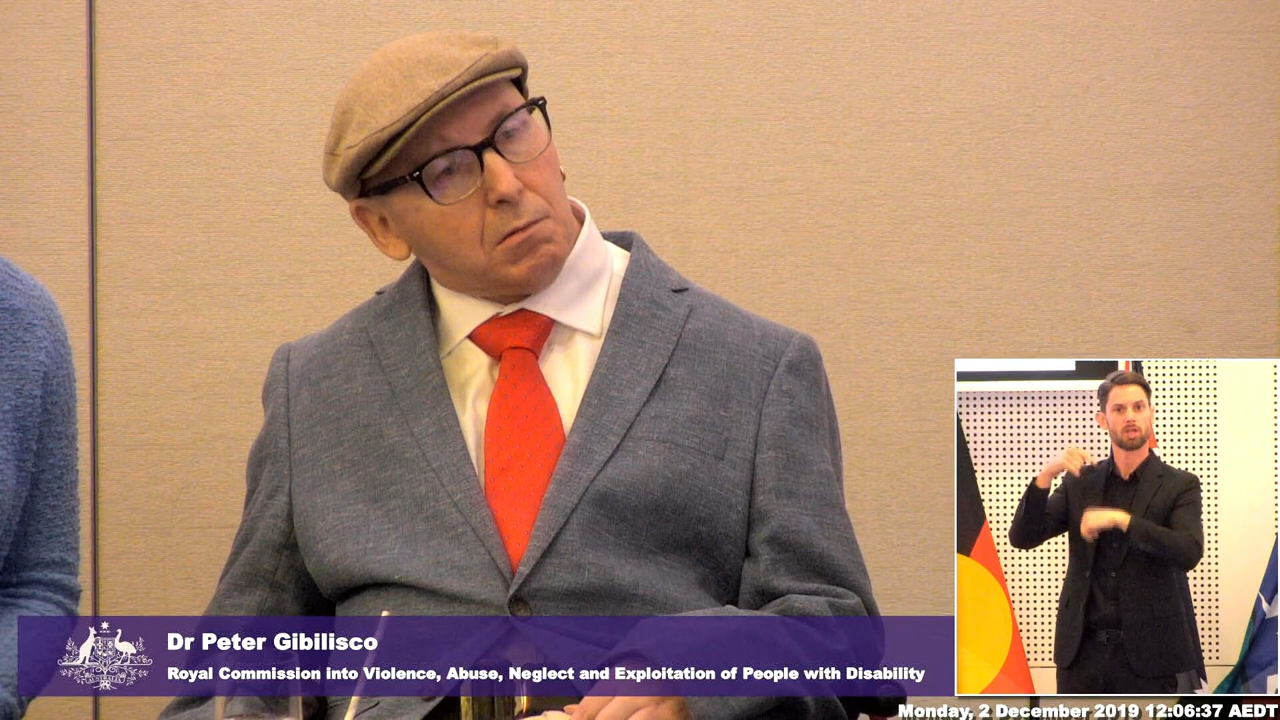 Dr Peter Gibilisco
Royal Commission into Violence, Abuse, Neglect and Exploitation of People with Disability
Monday, 2 December 2019 12:06:37 AEDT